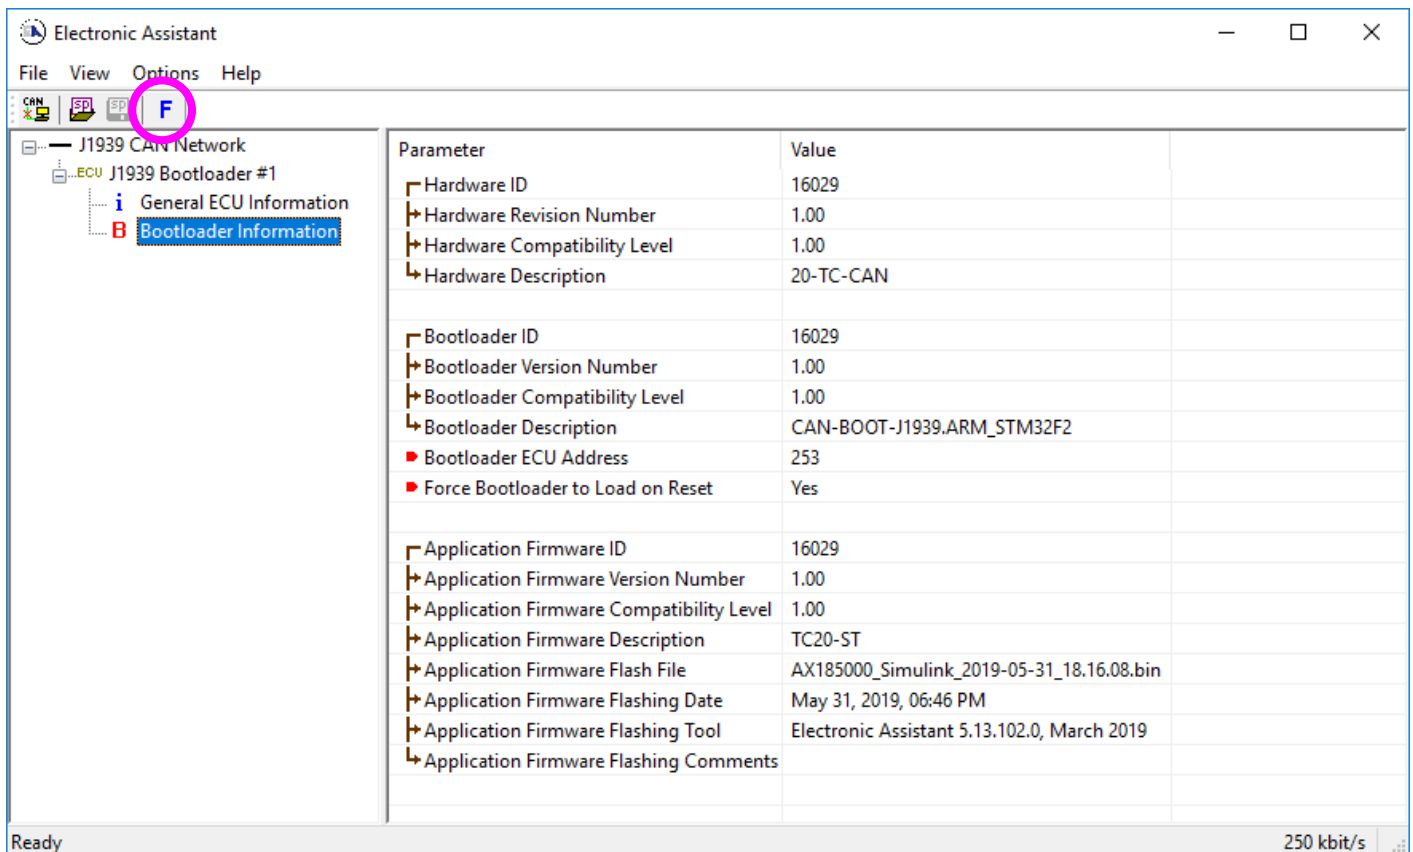 Electronic Assistant
File View Options Help
CAN SP SP F
J1939 CAN Network
ECU J1939 Bootloader #1
i General ECU Information
B Bootloader Information
Parameter Value
Hardware ID 16029
Hardware Revision Number 1.00
Hardware Compatibility Level 1.00
Hardware Description 20-TC-CAN
Bootloader ID 16029
Bootloader Version Number 1.00
Bootloader Compatibility Level 1.00
Bootloader Description CAN-BOOT-J1939.ARM_STM32F2
Bootloader ECU Address 253
Force Bootloader to Load on Reset Yes
Application Firmware ID 16029
Application Firmware Version Number 1.00
Application Firmware Compatibility Level 1.00
Application Firmware Description TC20-ST
Application Firmware Flash File AX185000_Simulink_2019-05-31_18.16.08.bin
Application Firmware Flashing Date May 31, 2019, 06:46 PM
Application Firmware Flashing Tool Electronic Assistant 5.13.102.0, March 2019
Application Firmware Flashing Comments
Ready 250 kbit/s